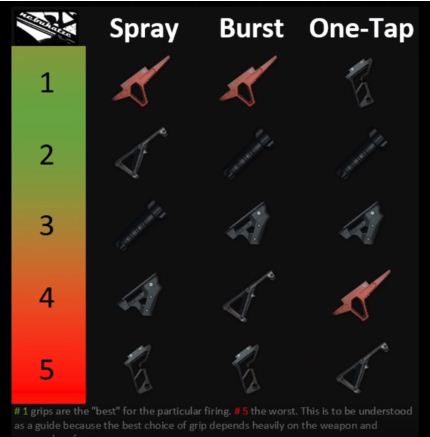 Spray Burst One-Tap
1
2
3
4
5
# 1 grips are the "best" for the particular firing. # 5 the worst. This is to be understood
as a guide because the best choice of grip depends heavily on the weapon and